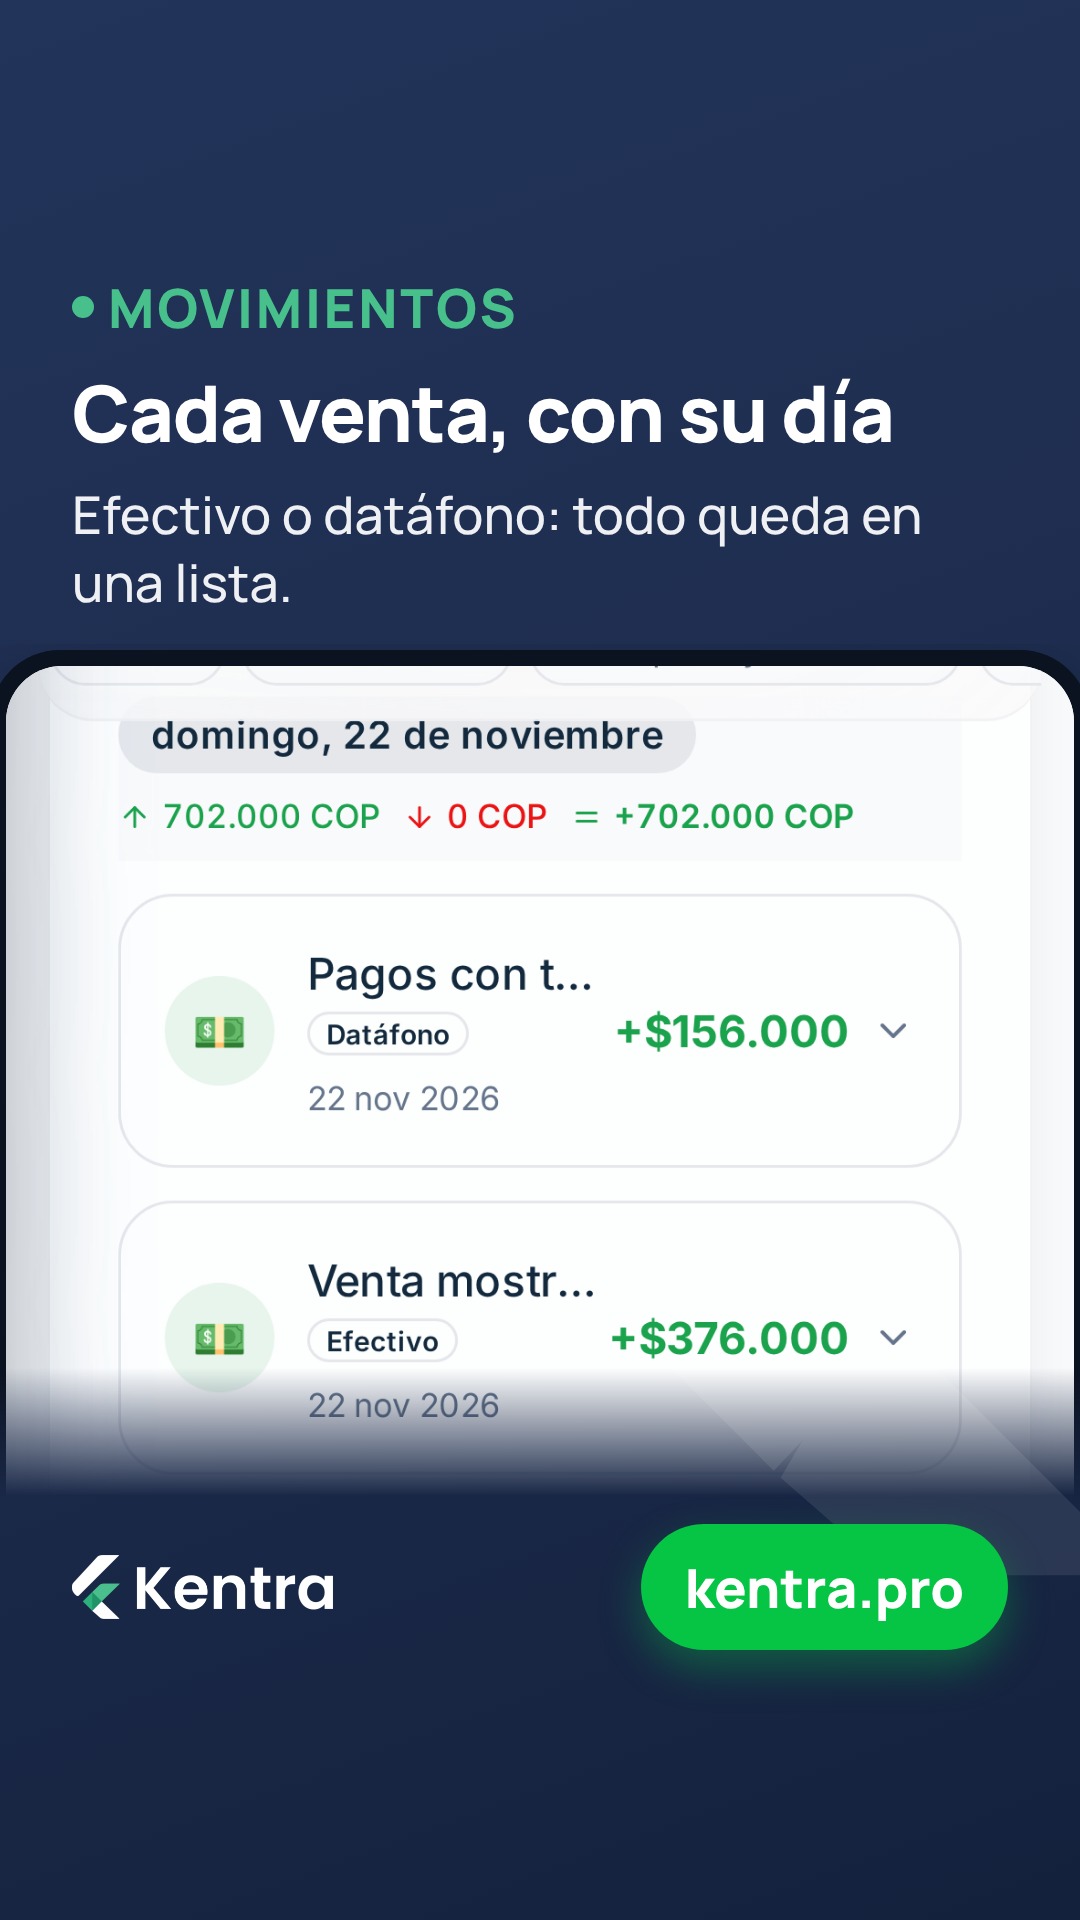 MOVIMIENTOS
Cada venta, con su día
Efectivo o datáfono: todo queda en
una lista.
domingo, 22 de noviembre
↑ 702.000 COP ↓ 0 COP = +702.000 COP
Pagos con t...
Datáfono
+$156.000
22 nov 2026
Venta mostr...
Efectivo
+$376.000
22 nov 2026
Kentra
kentra.pro